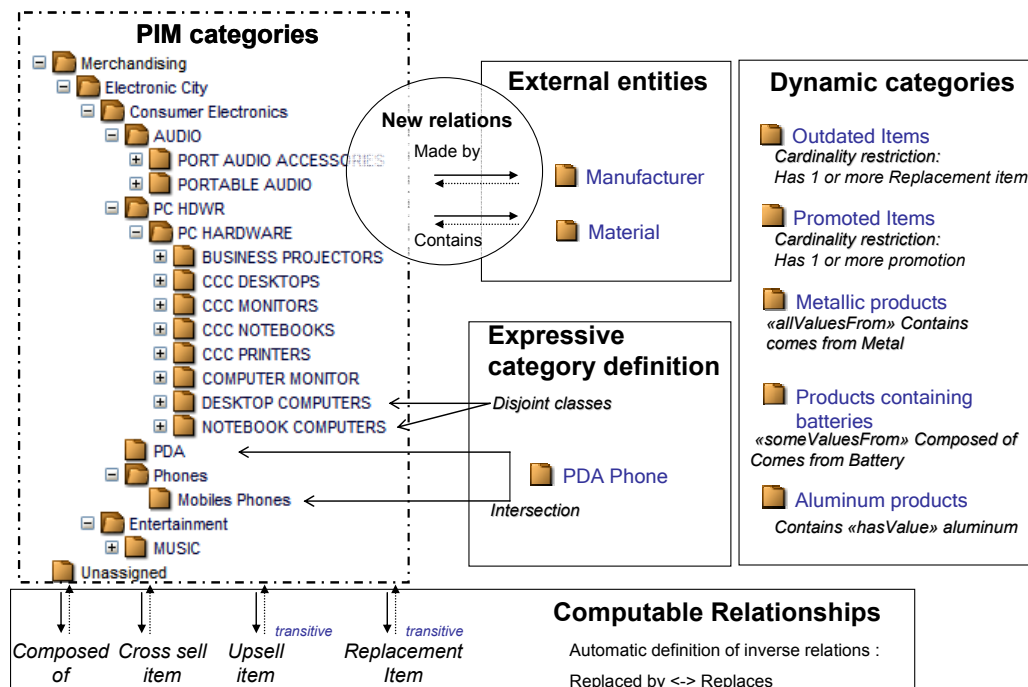 PIM categories
Merchandising
Electronic City
Consumer Electronics
AUDIO
PORT AUDIO ACCESSORIES
PORTABLE AUDIO
PC HDWR
PC HARDWARE
BUSINESS PROJECTORS
CCC DESKTOPS
CCC MONITORS
CCC NOTEBOOKS
CCC PRINTERS
COMPUTER MONITOR
DESKTOP COMPUTERS
NOTEBOOK COMPUTERS
PDA
Phones
Mobiles Phones
Entertainment
MUSIC
Unassigned
New relations
Made by
Contains
External entities
Manufacturer
Material
Expressive
category definition
Disjoint classes
PDA Phone
Intersection
Dynamic categories
Outdated Items
Cardinality restriction:
Has 1 or more Replacement item
Promoted Items
Cardinality restriction:
Has 1 or more promotion
Metallic products
«allValuesFrom» Contains
comes from Metal
Products containing
batteries
«someValuesFrom» Composed of
Comes from Battery
Aluminum products
Contains «hasValue» aluminum
Computable Relationships
transitive
transitive
Composed
of
Cross sell
item
Upsell
item
Replacement
Item
Automatic definition of inverse relations :
Replaced by <-> Replaces